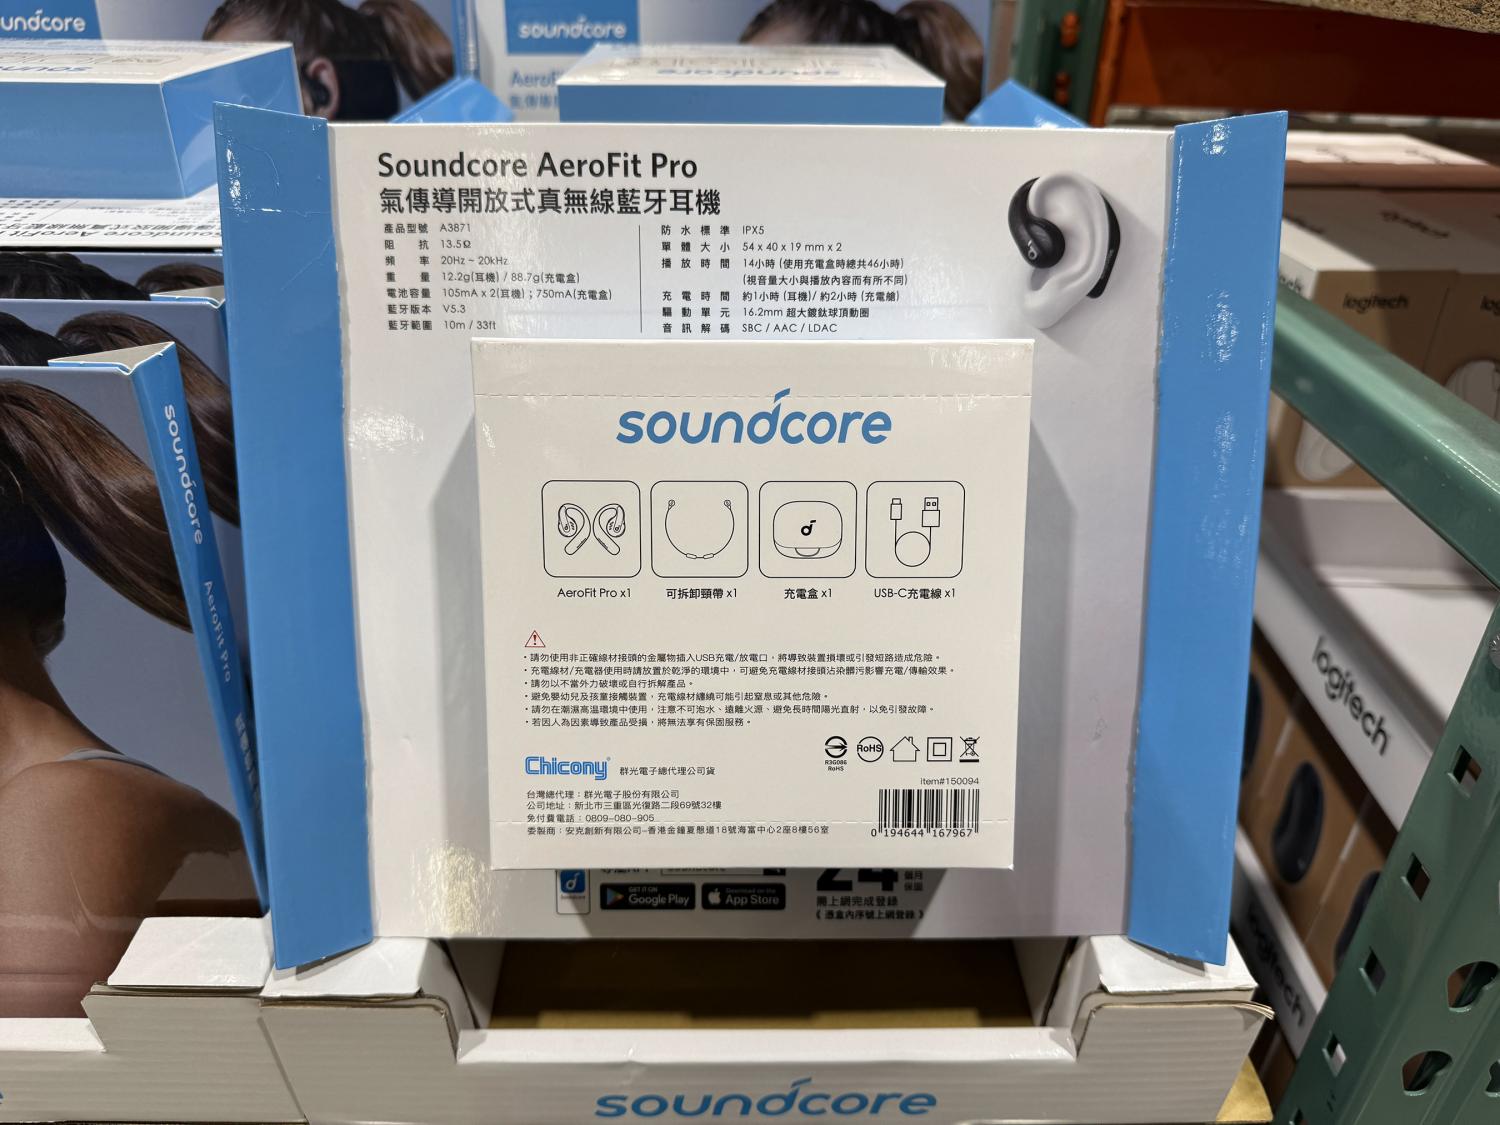 soundcore
soundcore
soundcore
Soundcore AeroFit Pro
氣傳導開放式真無線藍牙耳機
產品型號 A3871
阻抗 13.5Ω
頻率 20Hz ~ 20kHz
重量 12.2g(耳機) / 88.7g(充電盒)
電池容量 105mA x 2(耳機)；750mA(充電盒)
藍牙版本 V5.3
藍牙範圍 10m / 33ft
防水標準 IPX5
單體大小 54 x 40 x 19 mm x 2
播放時間 14小時 (使用充電盒時總共46小時)
(視音量大小與播放內容而有所不同)
充電時間 約1小時 (耳機)/ 約2小時 (充電艙)
驅動單元 16.2mm 超大鍍鈦球頂動圈
音訊解碼 SBC / AAC / LDAC
soundcore
AeroFit Pro x1
可拆卸頸帶 x1
充電盒 x1
USB-C充電線 x1
・請勿使用非正確線材接頭的金屬物插入USB充電/放電口，將導致裝置損壞或引發短路造成危險。
・充電線材/充電器使用時請放置於乾淨的環境中，可避免充電線材接頭沾染髒污影響充電/傳輸效果。
・請勿以不當外力破壞或自行拆解產品。
・避免嬰幼兒及孩童接觸裝置，充電線材纏繞可能引起窒息或其他危險。
・請勿在潮濕高溫環境中使用，注意不可泡水、遠離火源、避免長時間陽光直射，以免引發故障。
・若因人為因素導致產品受損，將無法享有保固服務。
Chicony 群光電子總代理公司貨
R3G086
RoHS
RoHS
item#150094
台灣總代理：群光電子股份有限公司
公司地址：新北市三重區光復路二段69號32樓
免付費電話：0809-080-905
委製商：安克創新有限公司-香港金鐘夏慤道18號海富中心2座8樓56室
0 194644 167967
GET IT ON
Google Play
Download on the
App Store
24 個月
保固
需上網完成登錄
(憑盒內序號上網登錄)
soundcore
soundcore
AeroFit Pro
logitech
logitech
logitech